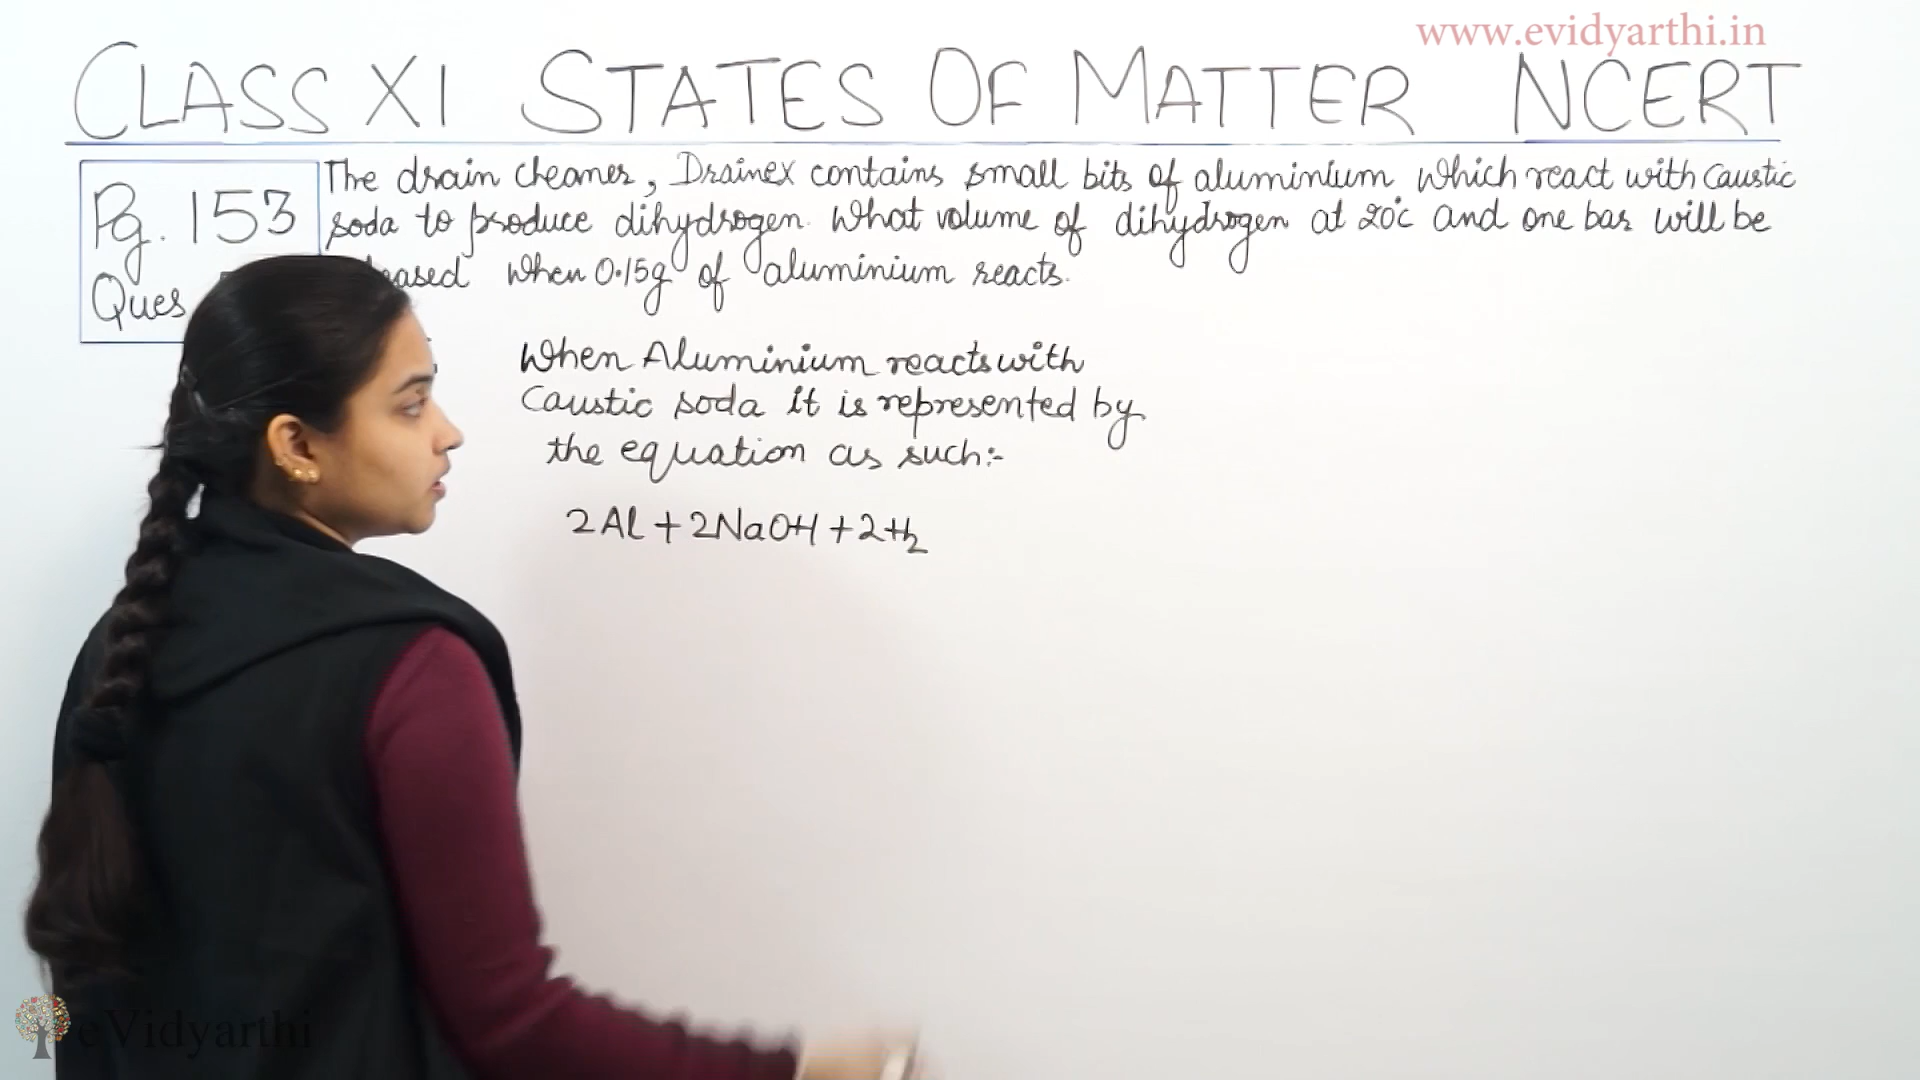 www.evidyarthi.in
CLASS XI STATES OF MATTER NCERT
Pg. 153
Ques
The drain cleaner, Drainex contains small bits of aluminium which react with caustic
soda to produce dihydrogen. What volume of dihydrogen at 20°c and one bar will be
when 0.15g of aluminium reacts.
When Aluminium reacts with
Caustic soda it is represented by
the equation as such:-
2Al + 2NaOH + 2H2
eVidyarthi